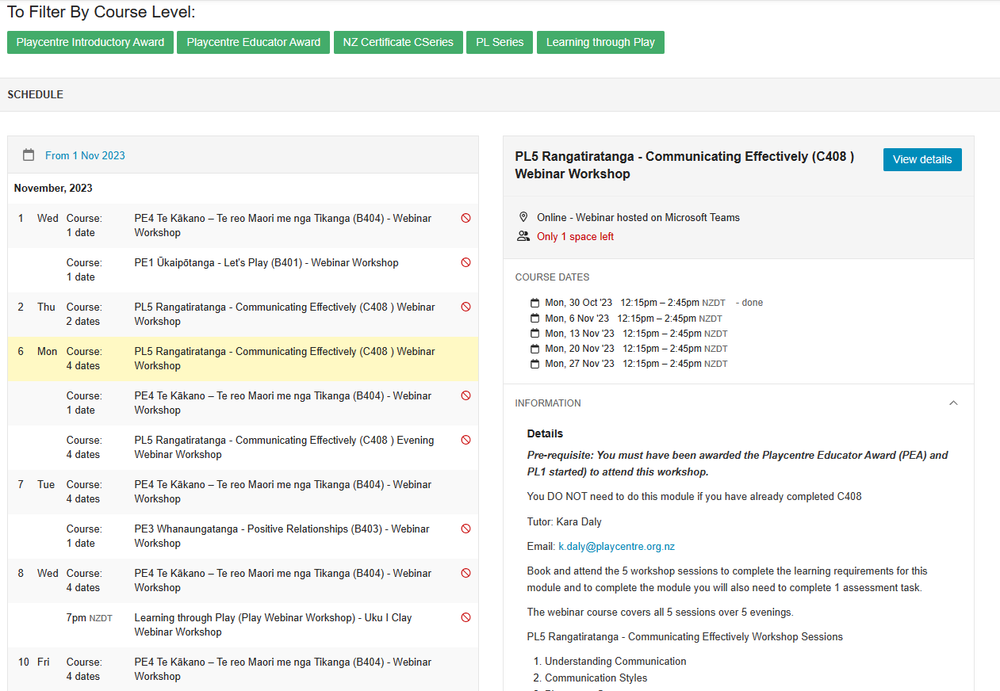 To Filter By Course Level:
Playcentre Introductory Award
Playcentre Educator Award
NZ Certificate CSeries
PL Series
Learning through Play
SCHEDULE
From 1 Nov 2023
November, 2023
1 Wed Course: PE4 Te Kākano – Te reo Maori me nga Tikanga (B404) - Webinar
1 date Workshop
Course: PE1 Ūkaipōtanga - Let's Play (B401) - Webinar Workshop
1 date
2 Thu Course: PL5 Rangatiratanga - Communicating Effectively (C408 ) Webinar
2 dates Workshop
6 Mon Course: PL5 Rangatiratanga - Communicating Effectively (C408 ) Webinar
4 dates Workshop
Course: PE4 Te Kākano – Te reo Maori me nga Tikanga (B404) - Webinar
1 date Workshop
Course: PL5 Rangatiratanga - Communicating Effectively (C408 ) Evening
4 dates Webinar Workshop
7 Tue Course: PE4 Te Kākano – Te reo Maori me nga Tikanga (B404) - Webinar
4 dates Workshop
Course: PE3 Whanaungatanga - Positive Relationships (B403) - Webinar
1 date Workshop
8 Wed Course: PE4 Te Kākano – Te reo Maori me nga Tikanga (B404) - Webinar
4 dates Workshop
7pm NZDT Learning through Play (Play Webinar Workshop) - Uku I Clay
Webinar Workshop
10 Fri Course: PE4 Te Kākano – Te reo Maori me nga Tikanga (B404) - Webinar
4 dates Workshop
PL5 Rangatiratanga - Communicating Effectively (C408 )
Webinar Workshop
View details
Online - Webinar hosted on Microsoft Teams
Only 1 space left
COURSE DATES
Mon, 30 Oct '23 12:15pm – 2:45pm NZDT - done
Mon, 6 Nov '23 12:15pm – 2:45pm NZDT
Mon, 13 Nov '23 12:15pm – 2:45pm NZDT
Mon, 20 Nov '23 12:15pm – 2:45pm NZDT
Mon, 27 Nov '23 12:15pm – 2:45pm NZDT
INFORMATION
Details
Pre-requisite: You must have been awarded the Playcentre Educator Award (PEA) and
PL1 started) to attend this workshop.
You DO NOT need to do this module if you have already completed C408
Tutor: Kara Daly
Email: k.daly@playcentre.org.nz
Book and attend the 5 workshop sessions to complete the learning requirements for this
module and to complete the module you will also need to complete 1 assessment task.
The webinar course covers all 5 sessions over 5 evenings.
PL5 Rangatiratanga - Communicating Effectively Workshop Sessions
1. Understanding Communication
2. Communication Styles